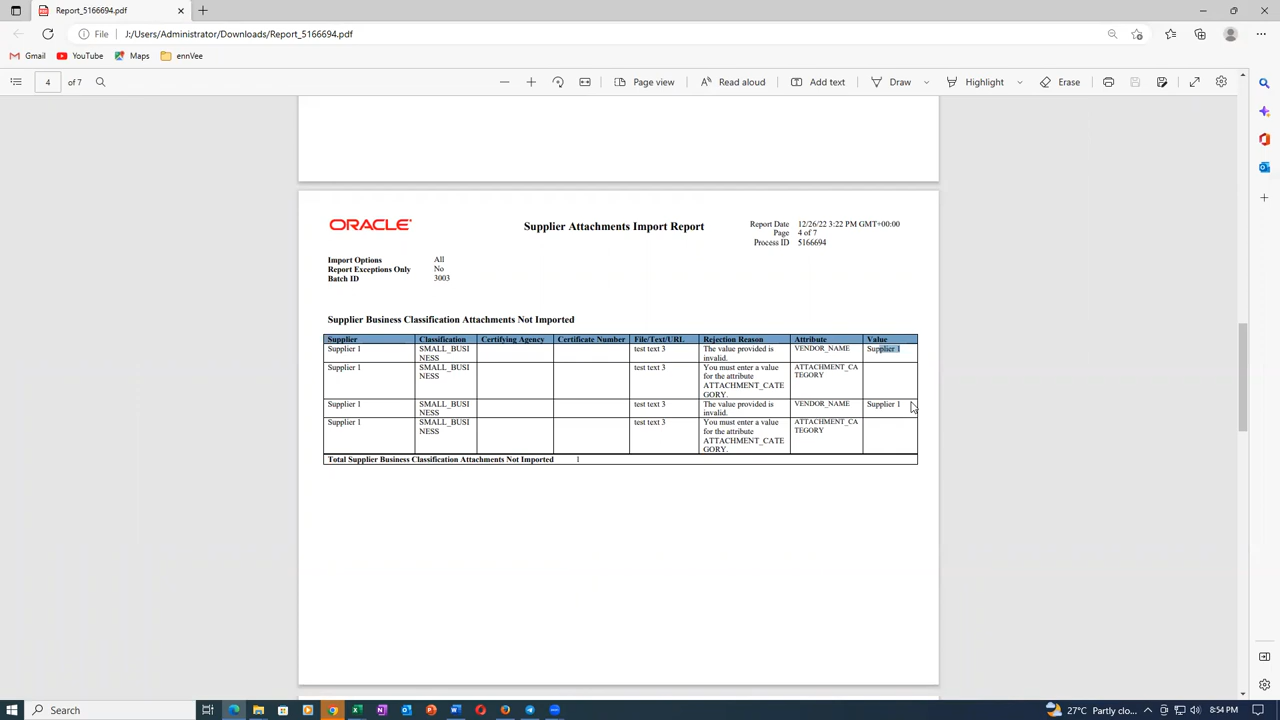 Report_5166694.pdf
File J:/Users/Administrator/Downloads/Report_5166694.pdf
Gmail YouTube Maps ennVee
4 of 7 Page view Read aloud Add text Draw Highlight Erase
ORACLE
Supplier Attachments Import Report
Report Date 12/26/22 3:22 PM GMT+00:00
Page 4 of 7
Process ID 5166694
Import Options All
Report Exceptions Only No
Batch ID 3003
Supplier Business Classification Attachments Not Imported
Supplier Classification Certifying Agency Certificate Number File/Text/URL Rejection Reason Attribute Value
Supplier 1 SMALL_BUSI test text 3 The value provided is VENDOR_NAME Supplier 1
NESS invalid.
Supplier 1 SMALL_BUSI test text 3 You must enter a value ATTACHMENT_CA
NESS for the attribute TEGORY
ATTACHMENT_CATE
GORY.
Supplier 1 SMALL_BUSI test text 3 The value provided is VENDOR_NAME Supplier 1
NESS invalid.
Supplier 1 SMALL_BUSI test text 3 You must enter a value ATTACHMENT_CA
NESS for the attribute TEGORY
ATTACHMENT_CATE
GORY.
Total Supplier Business Classification Attachments Not Imported 1
Search 27°C Partly clo... 8:54 PM